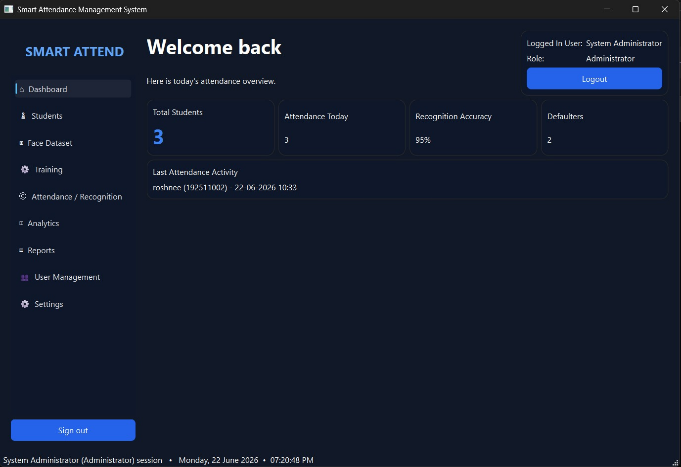 Smart Attendance Management System
SMART ATTEND
Dashboard
Students
Face Dataset
Training
Attendance / Recognition
Analytics
Reports
User Management
Settings
Sign out
Welcome back
Here is today's attendance overview.
Logged In User: System Administrator
Role: Administrator
Logout
Total Students
3
Attendance Today
3
Recognition Accuracy
95%
Defaulters
2
Last Attendance Activity
roshnee (192511002) - 22-06-2026 10:33
System Administrator (Administrator) session • Monday, 22 June 2026 • 07:20:48 PM